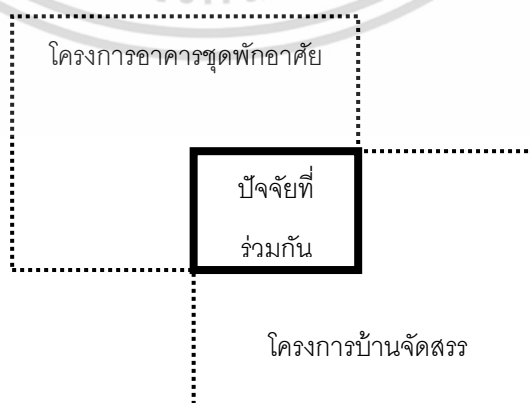 โครงการอาคารชุดพักอาศัย
ปัจจัยที่
ร่วมกัน
โครงการบ้านจัดสรร